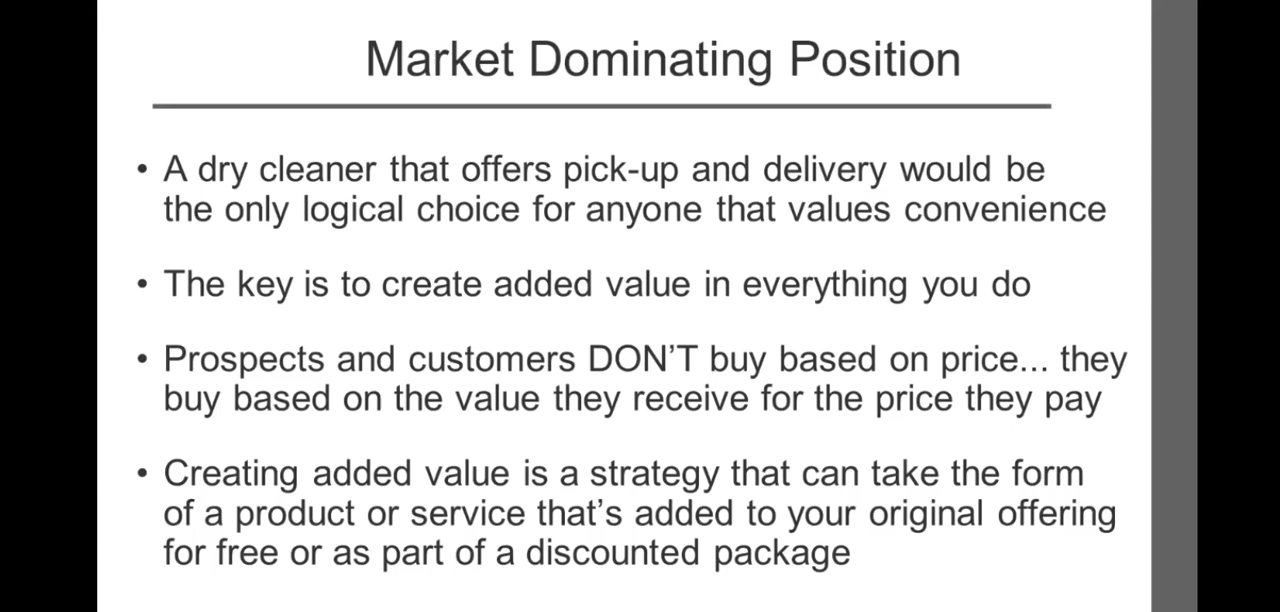 Market Dominating Position
• A dry cleaner that offers pick-up and delivery would be
the only logical choice for anyone that values convenience
• The key is to create added value in everything you do
• Prospects and customers DON’T buy based on price... they
buy based on the value they receive for the price they pay
• Creating added value is a strategy that can take the form
of a product or service that’s added to your original offering
for free or as part of a discounted package